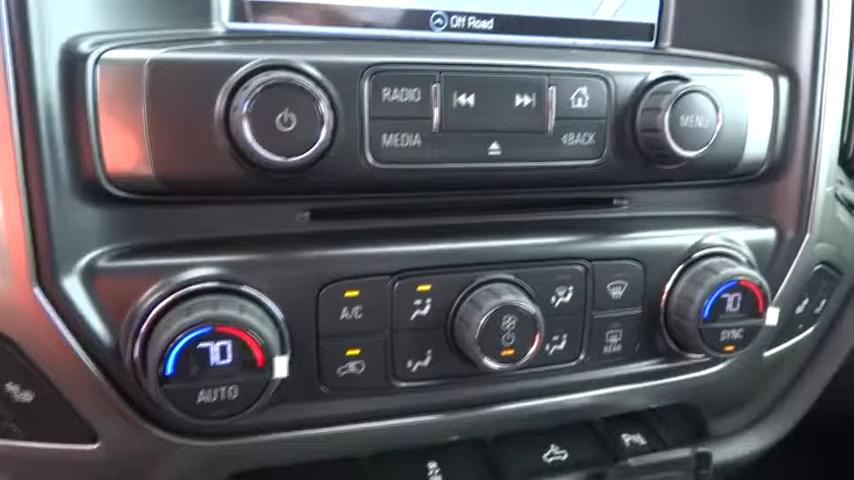 Off Road
RADIO
MEDIA
BACK
MENU
A/C
70
AUTO
REAR
70
SYNC